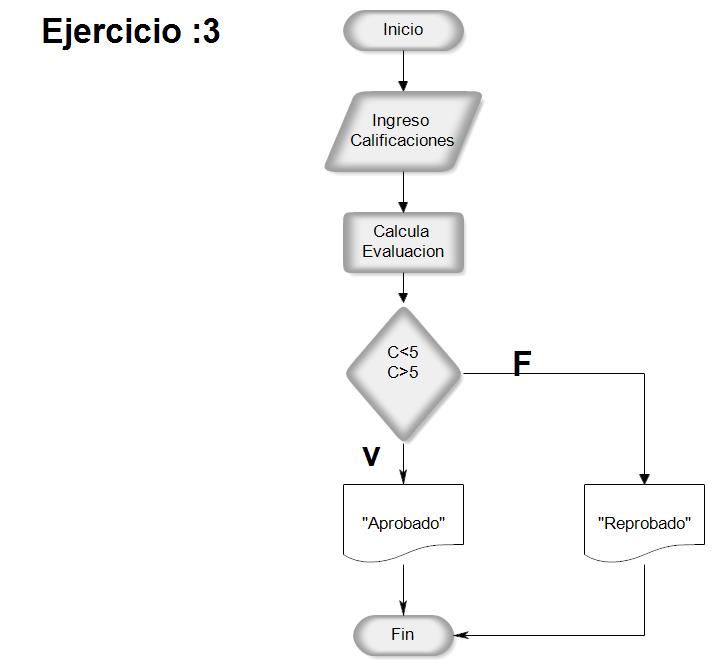 Ejercicio :3
Inicio
Ingreso
Calificaciones
Calcula
Evaluacion
C<5
C>5
F
v
"Aprobado"
"Reprobado"
Fin